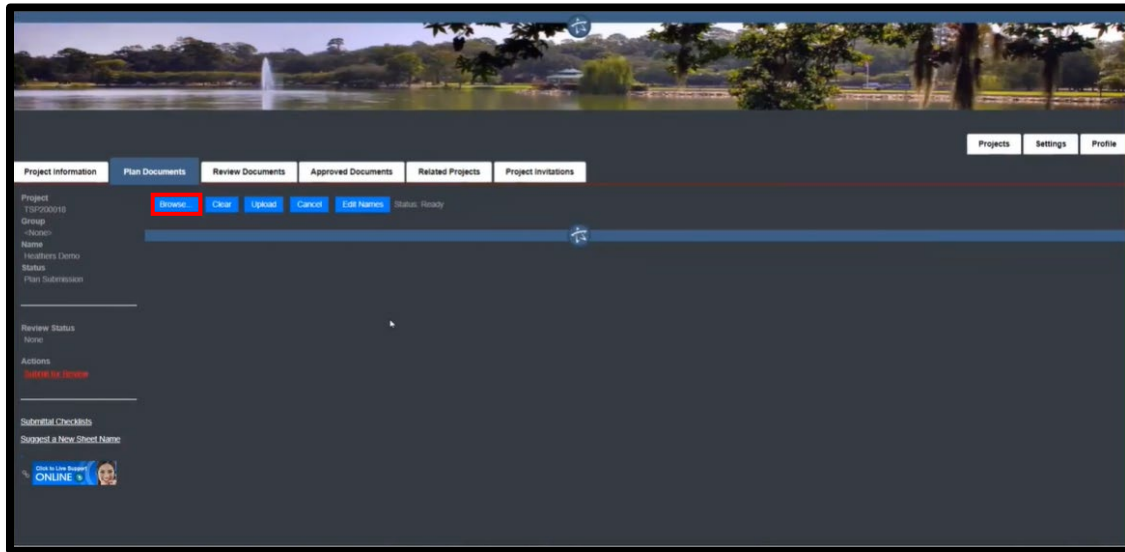 Projects Settings Profile
Project Information Plan Documents Review Documents Approved Documents Related Projects Project Invitations
Project
TSP200016
Group
<None>
Name
Heathers Demo
Status
Plan Submission
Browse... Clear Upload Cancel Edit Names Status: Ready
Review Status
None
Actions
Submit for Review
Submittal Checklists
Suggest a New Sheet Name
Click to Live Support
ONLINE